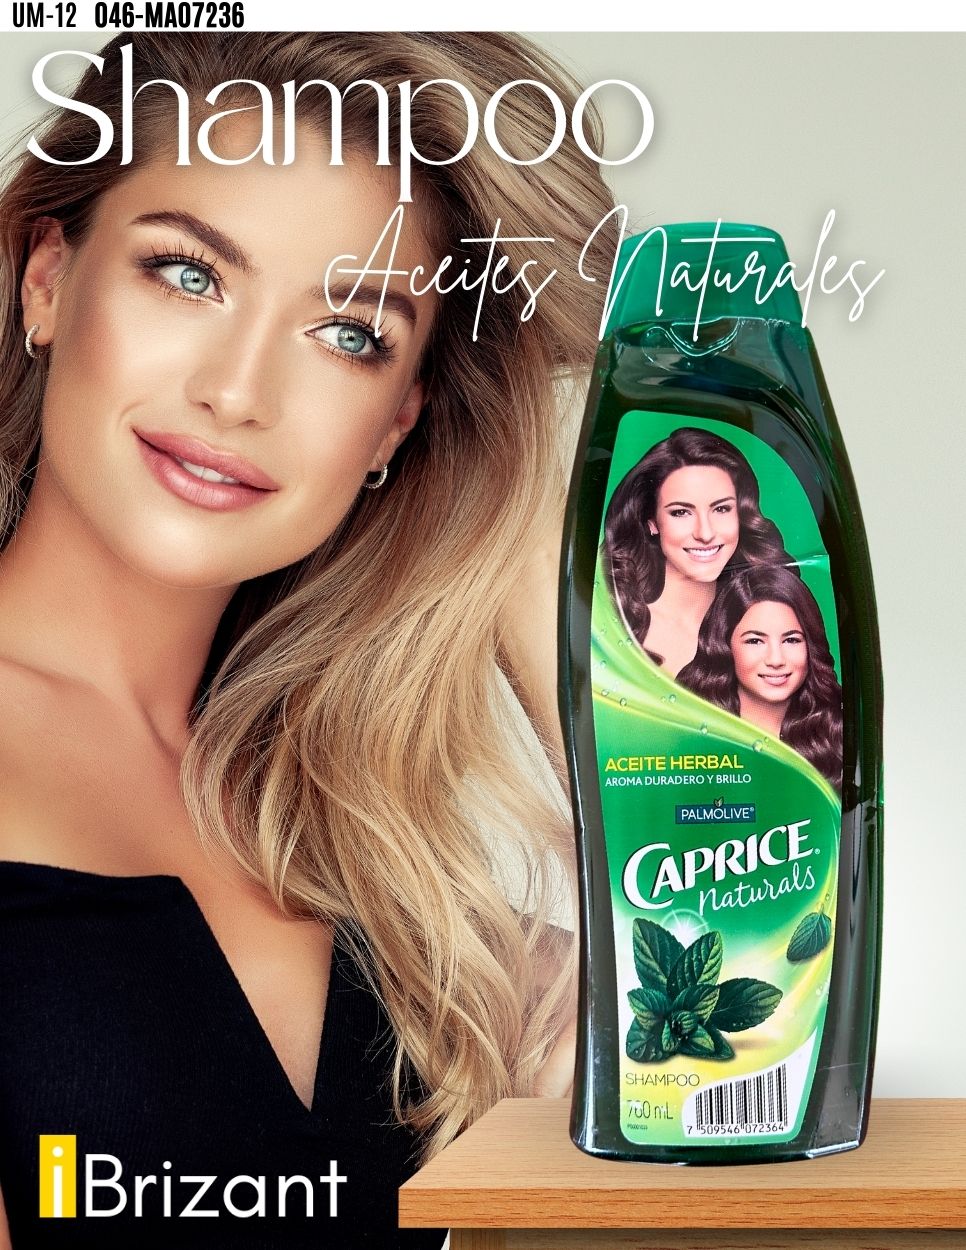 UM-12 046-MA07236
Shampoo
Aceites Naturales
ACEITE HERBAL
AROMA DURADERO Y BRILLO
PALMOLIVE®
CAPRICE®
Naturals
SHAMPOO
760 mL
7 509546 072364
iBrizant